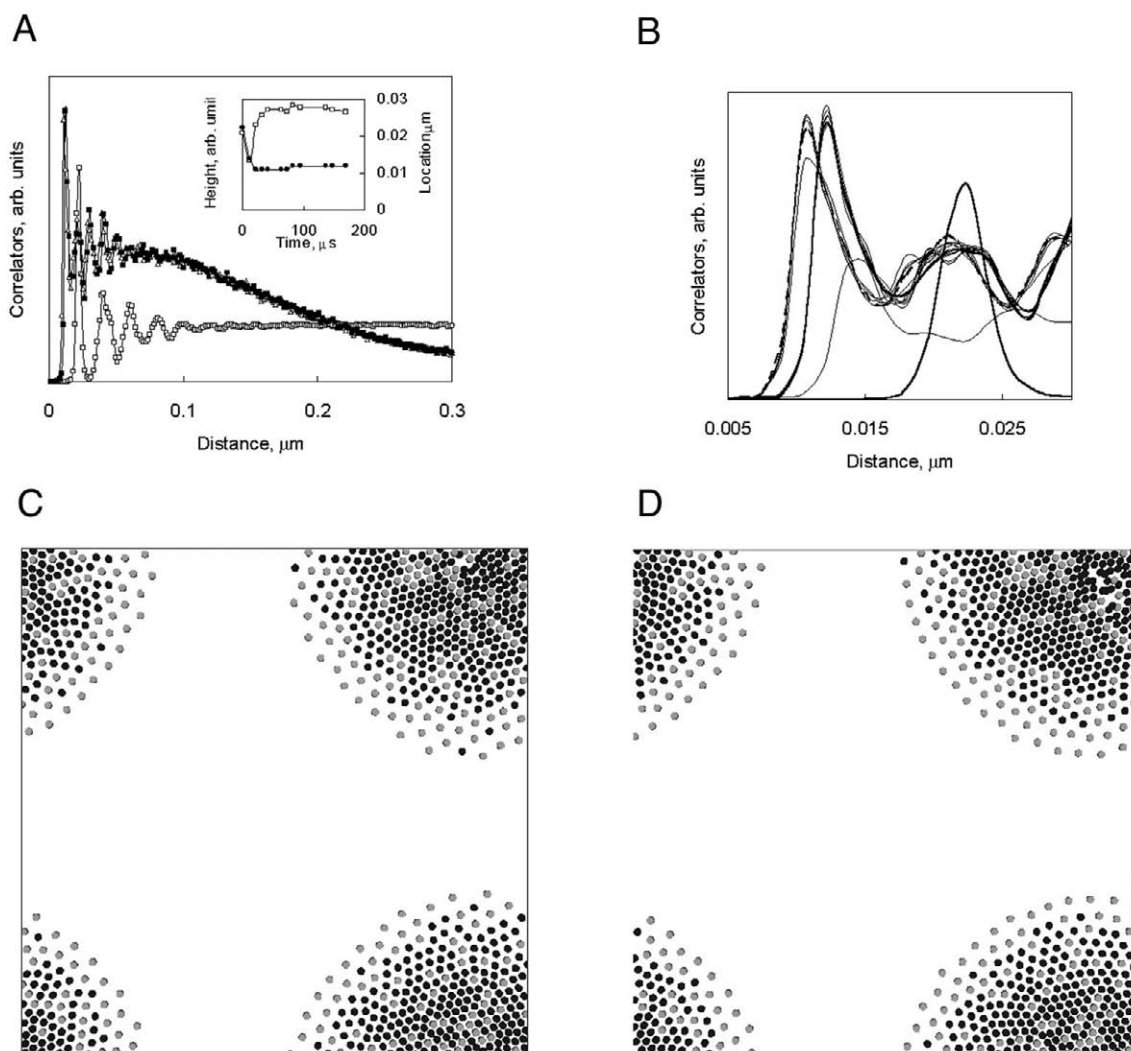 A
Correlators, arb. units
Height, arb. umil
Location,μm
0.03
0.02
0.01
0
0
100
200
Time, μs
0
0.1
0.2
0.3
Distance, μm
B
Correlators, arb. units
0.005
0.015
0.025
Distance, μm
C
D